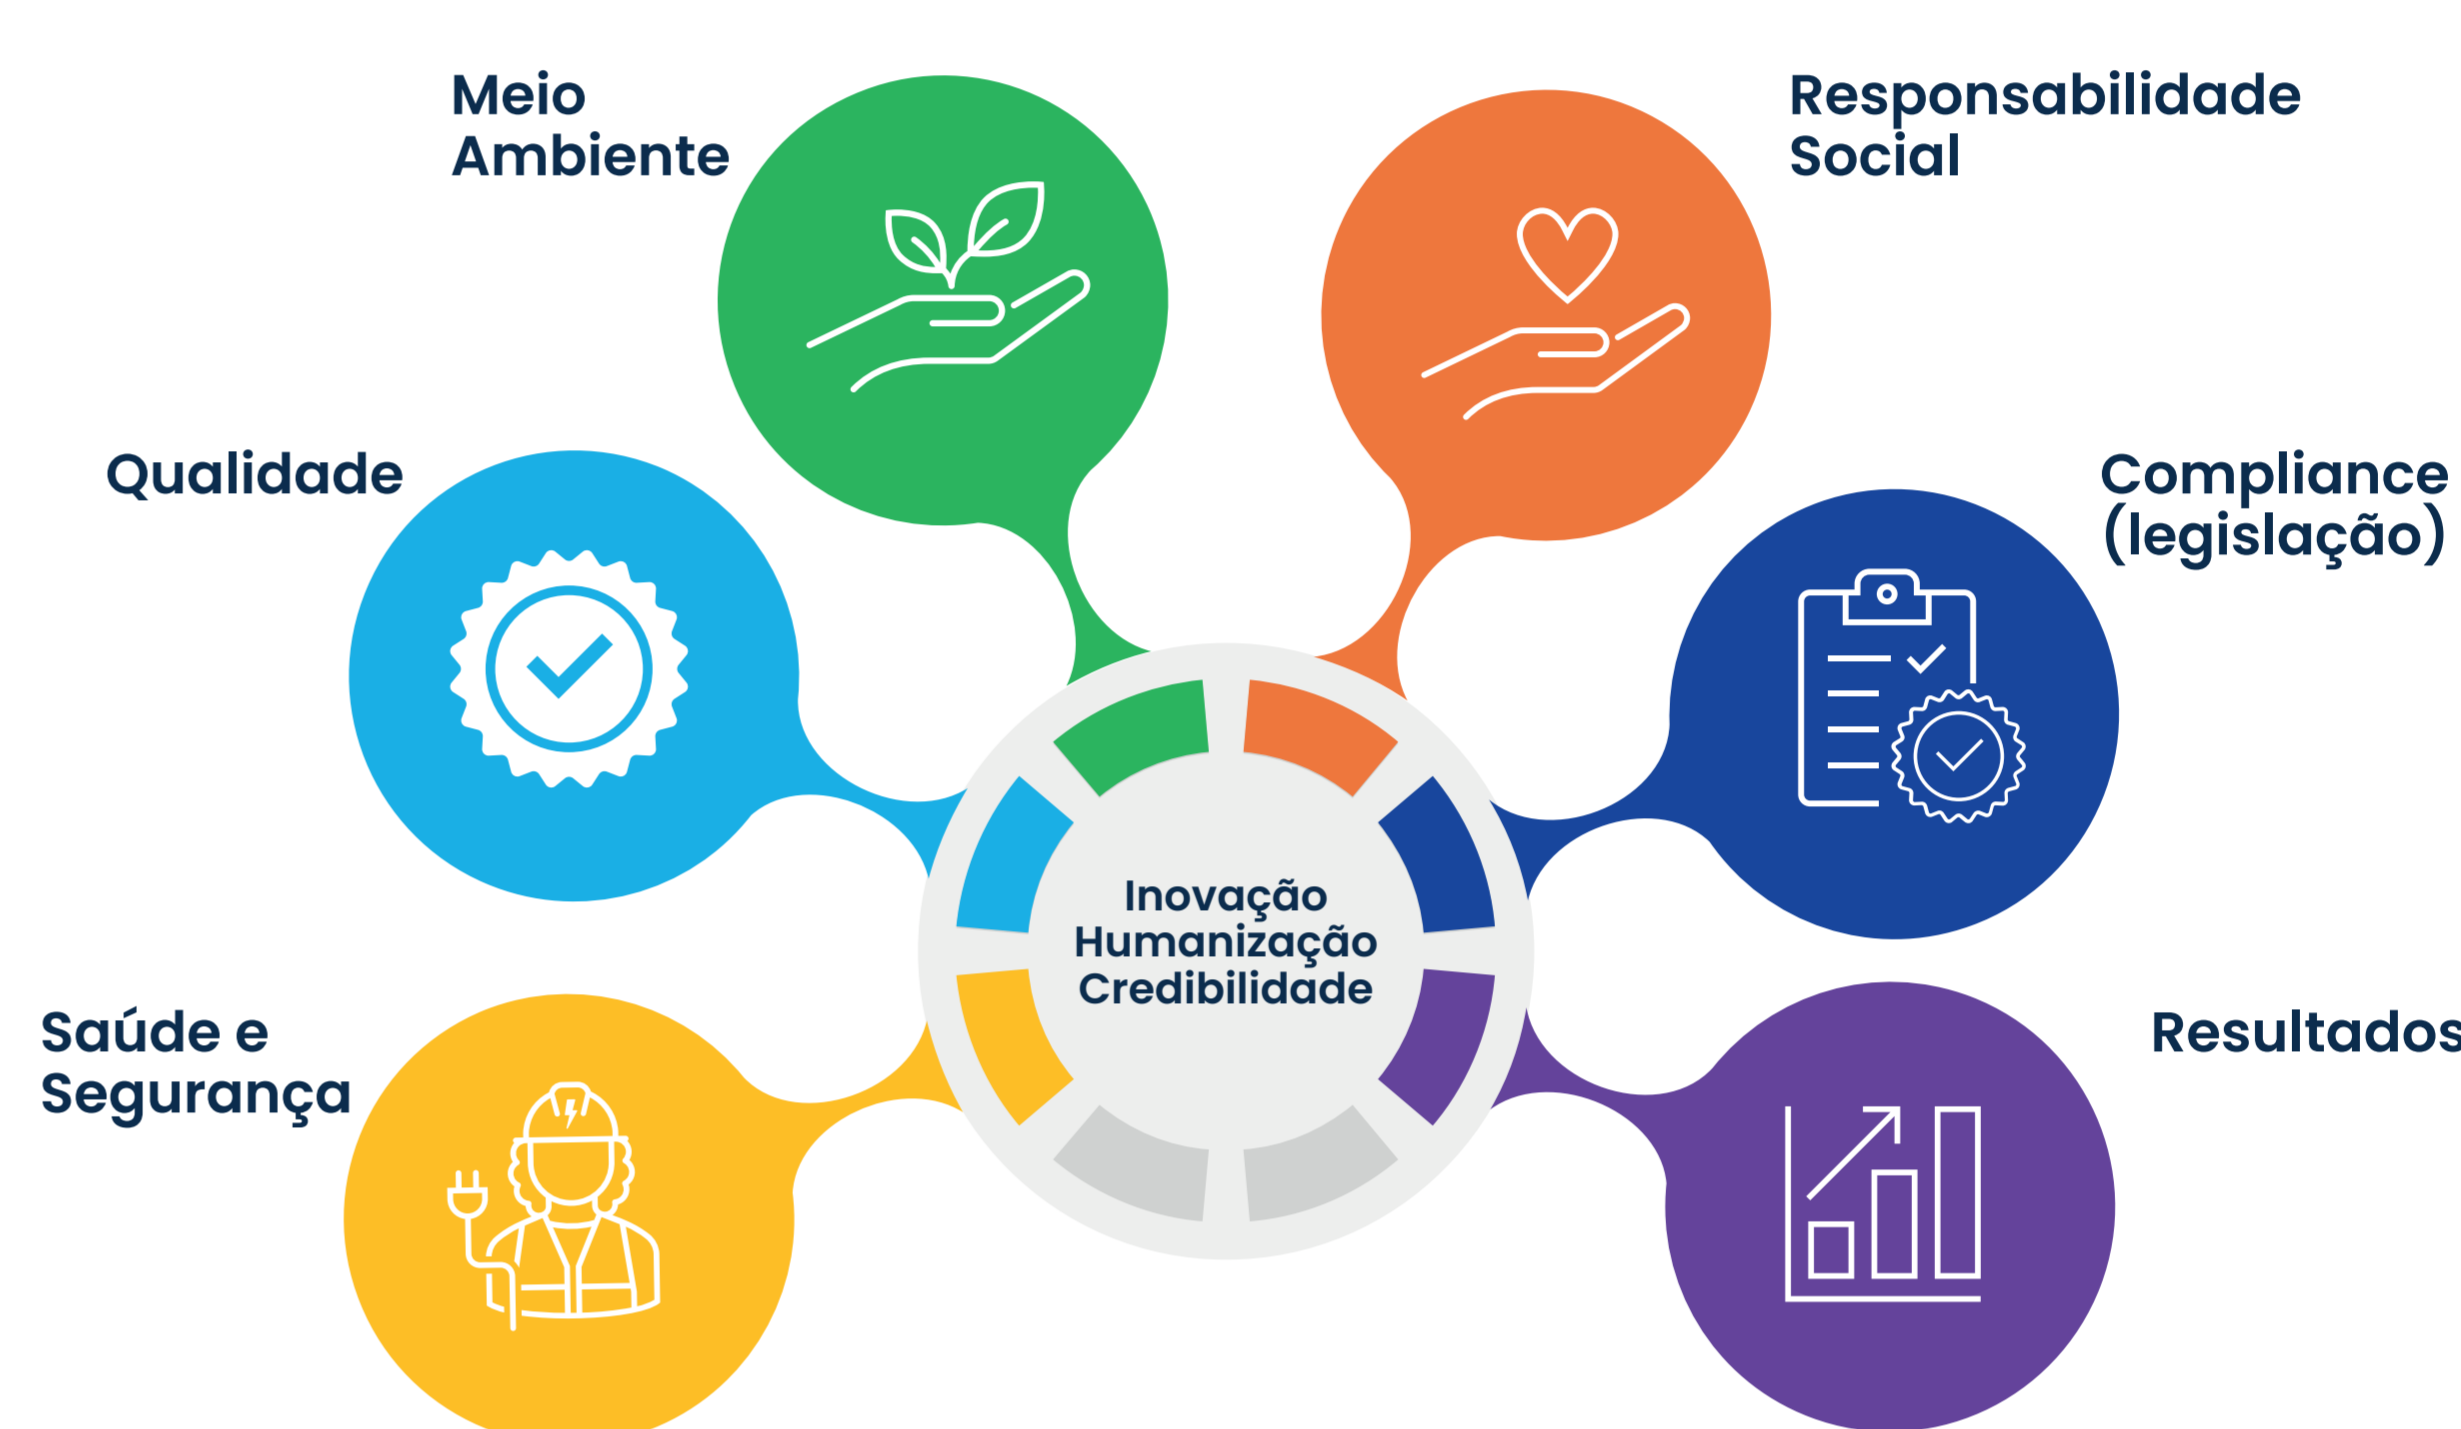 Meio
Ambiente
Responsabilidade
Social
Qualidade
Compliance
(legislação)
Inovação
Humanização
Credibilidade
Saúde e
Segurança
Resultados